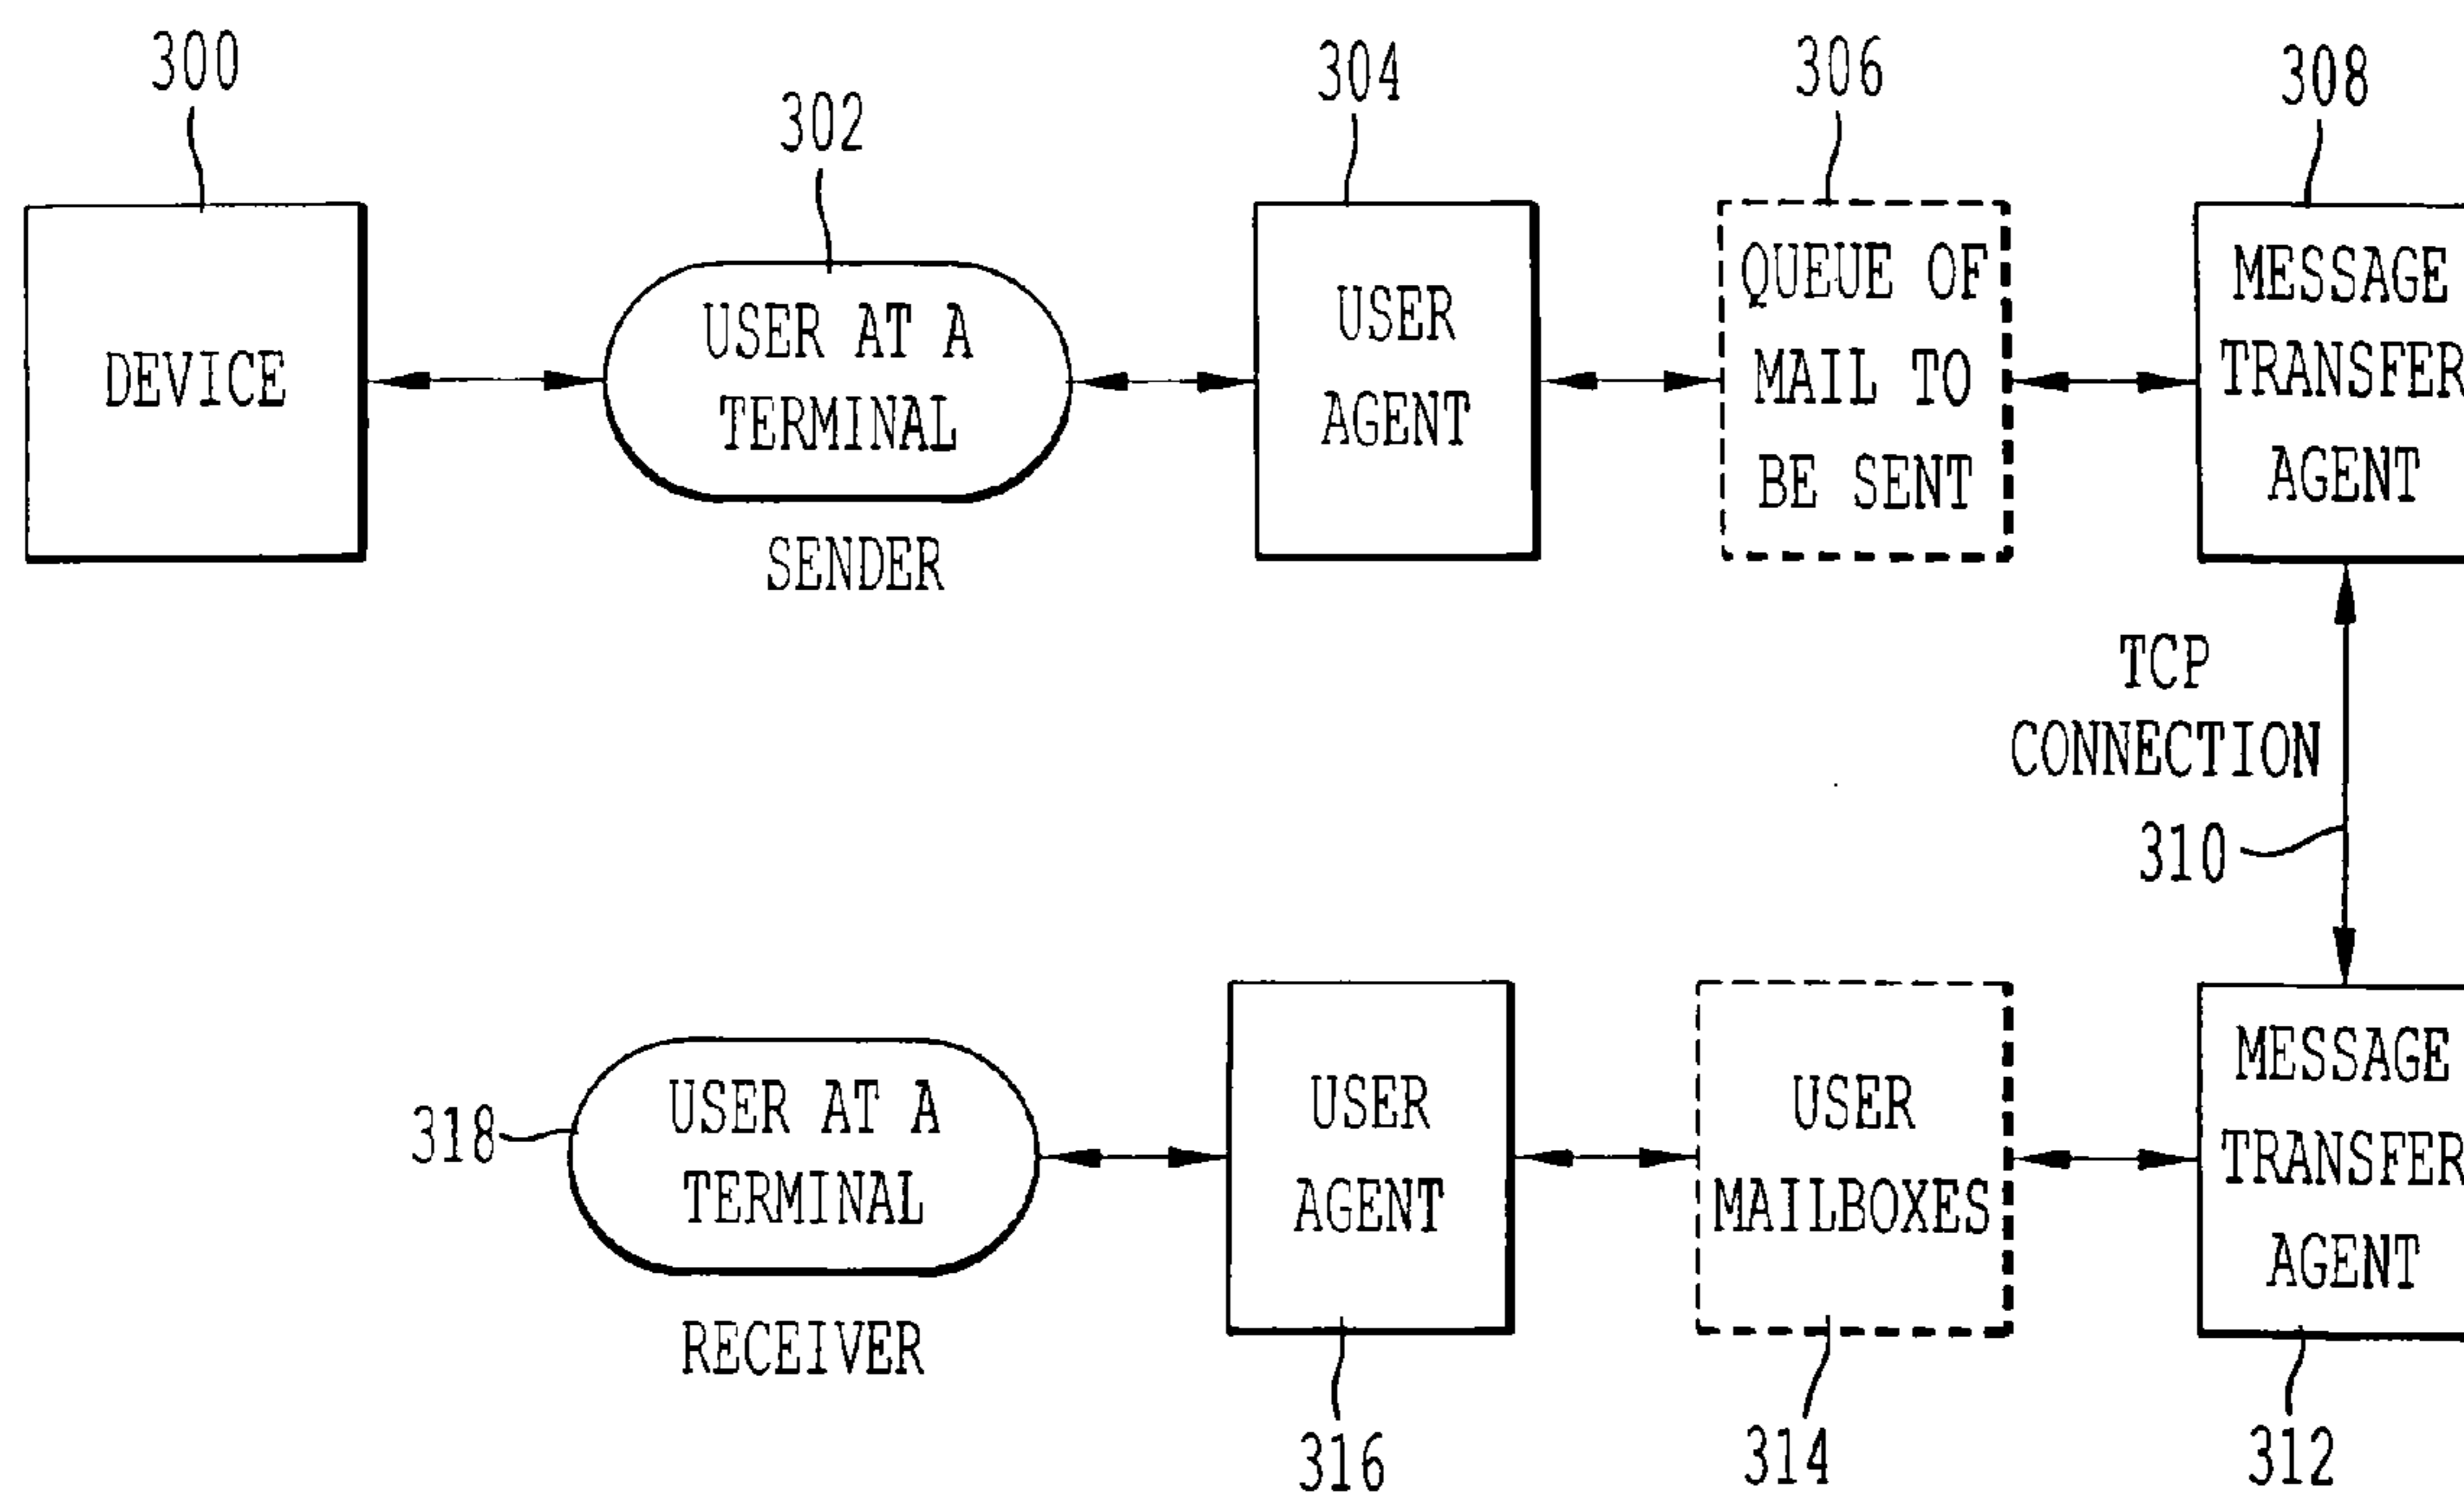 300
302
304
306
308
DEVICE
USER AT A
TERMINAL
SENDER
USER
AGENT
QUEUE OF
MAIL TO
BE SENT
MESSAGE
TRANSFER
AGENT
TCP
CONNECTION
310
318
USER AT A
TERMINAL
RECEIVER
USER
AGENT
USER
MAILBOXES
MESSAGE
TRANSFER
AGENT
316
314
312